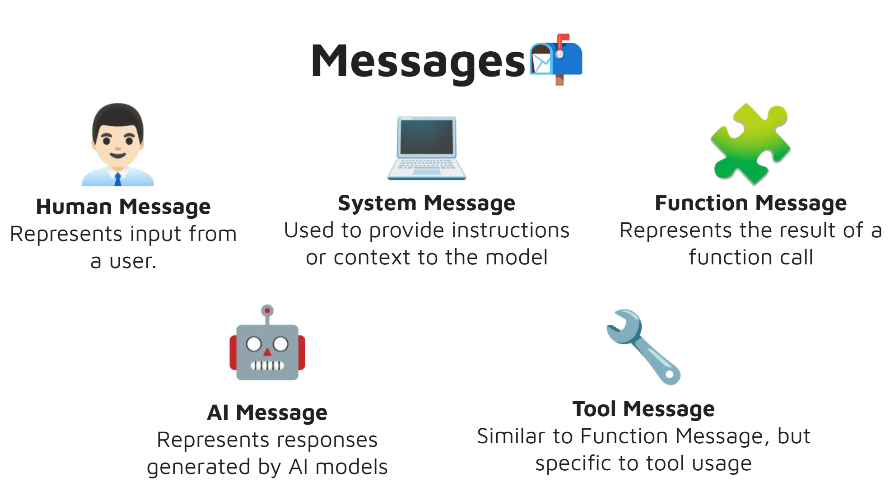 Messages
Human Message
Represents input from
a user.
System Message
Used to provide instructions
or context to the model
Function Message
Represents the result of a
function call
AI Message
Represents responses
generated by AI models
Tool Message
Similar to Function Message, but
specific to tool usage